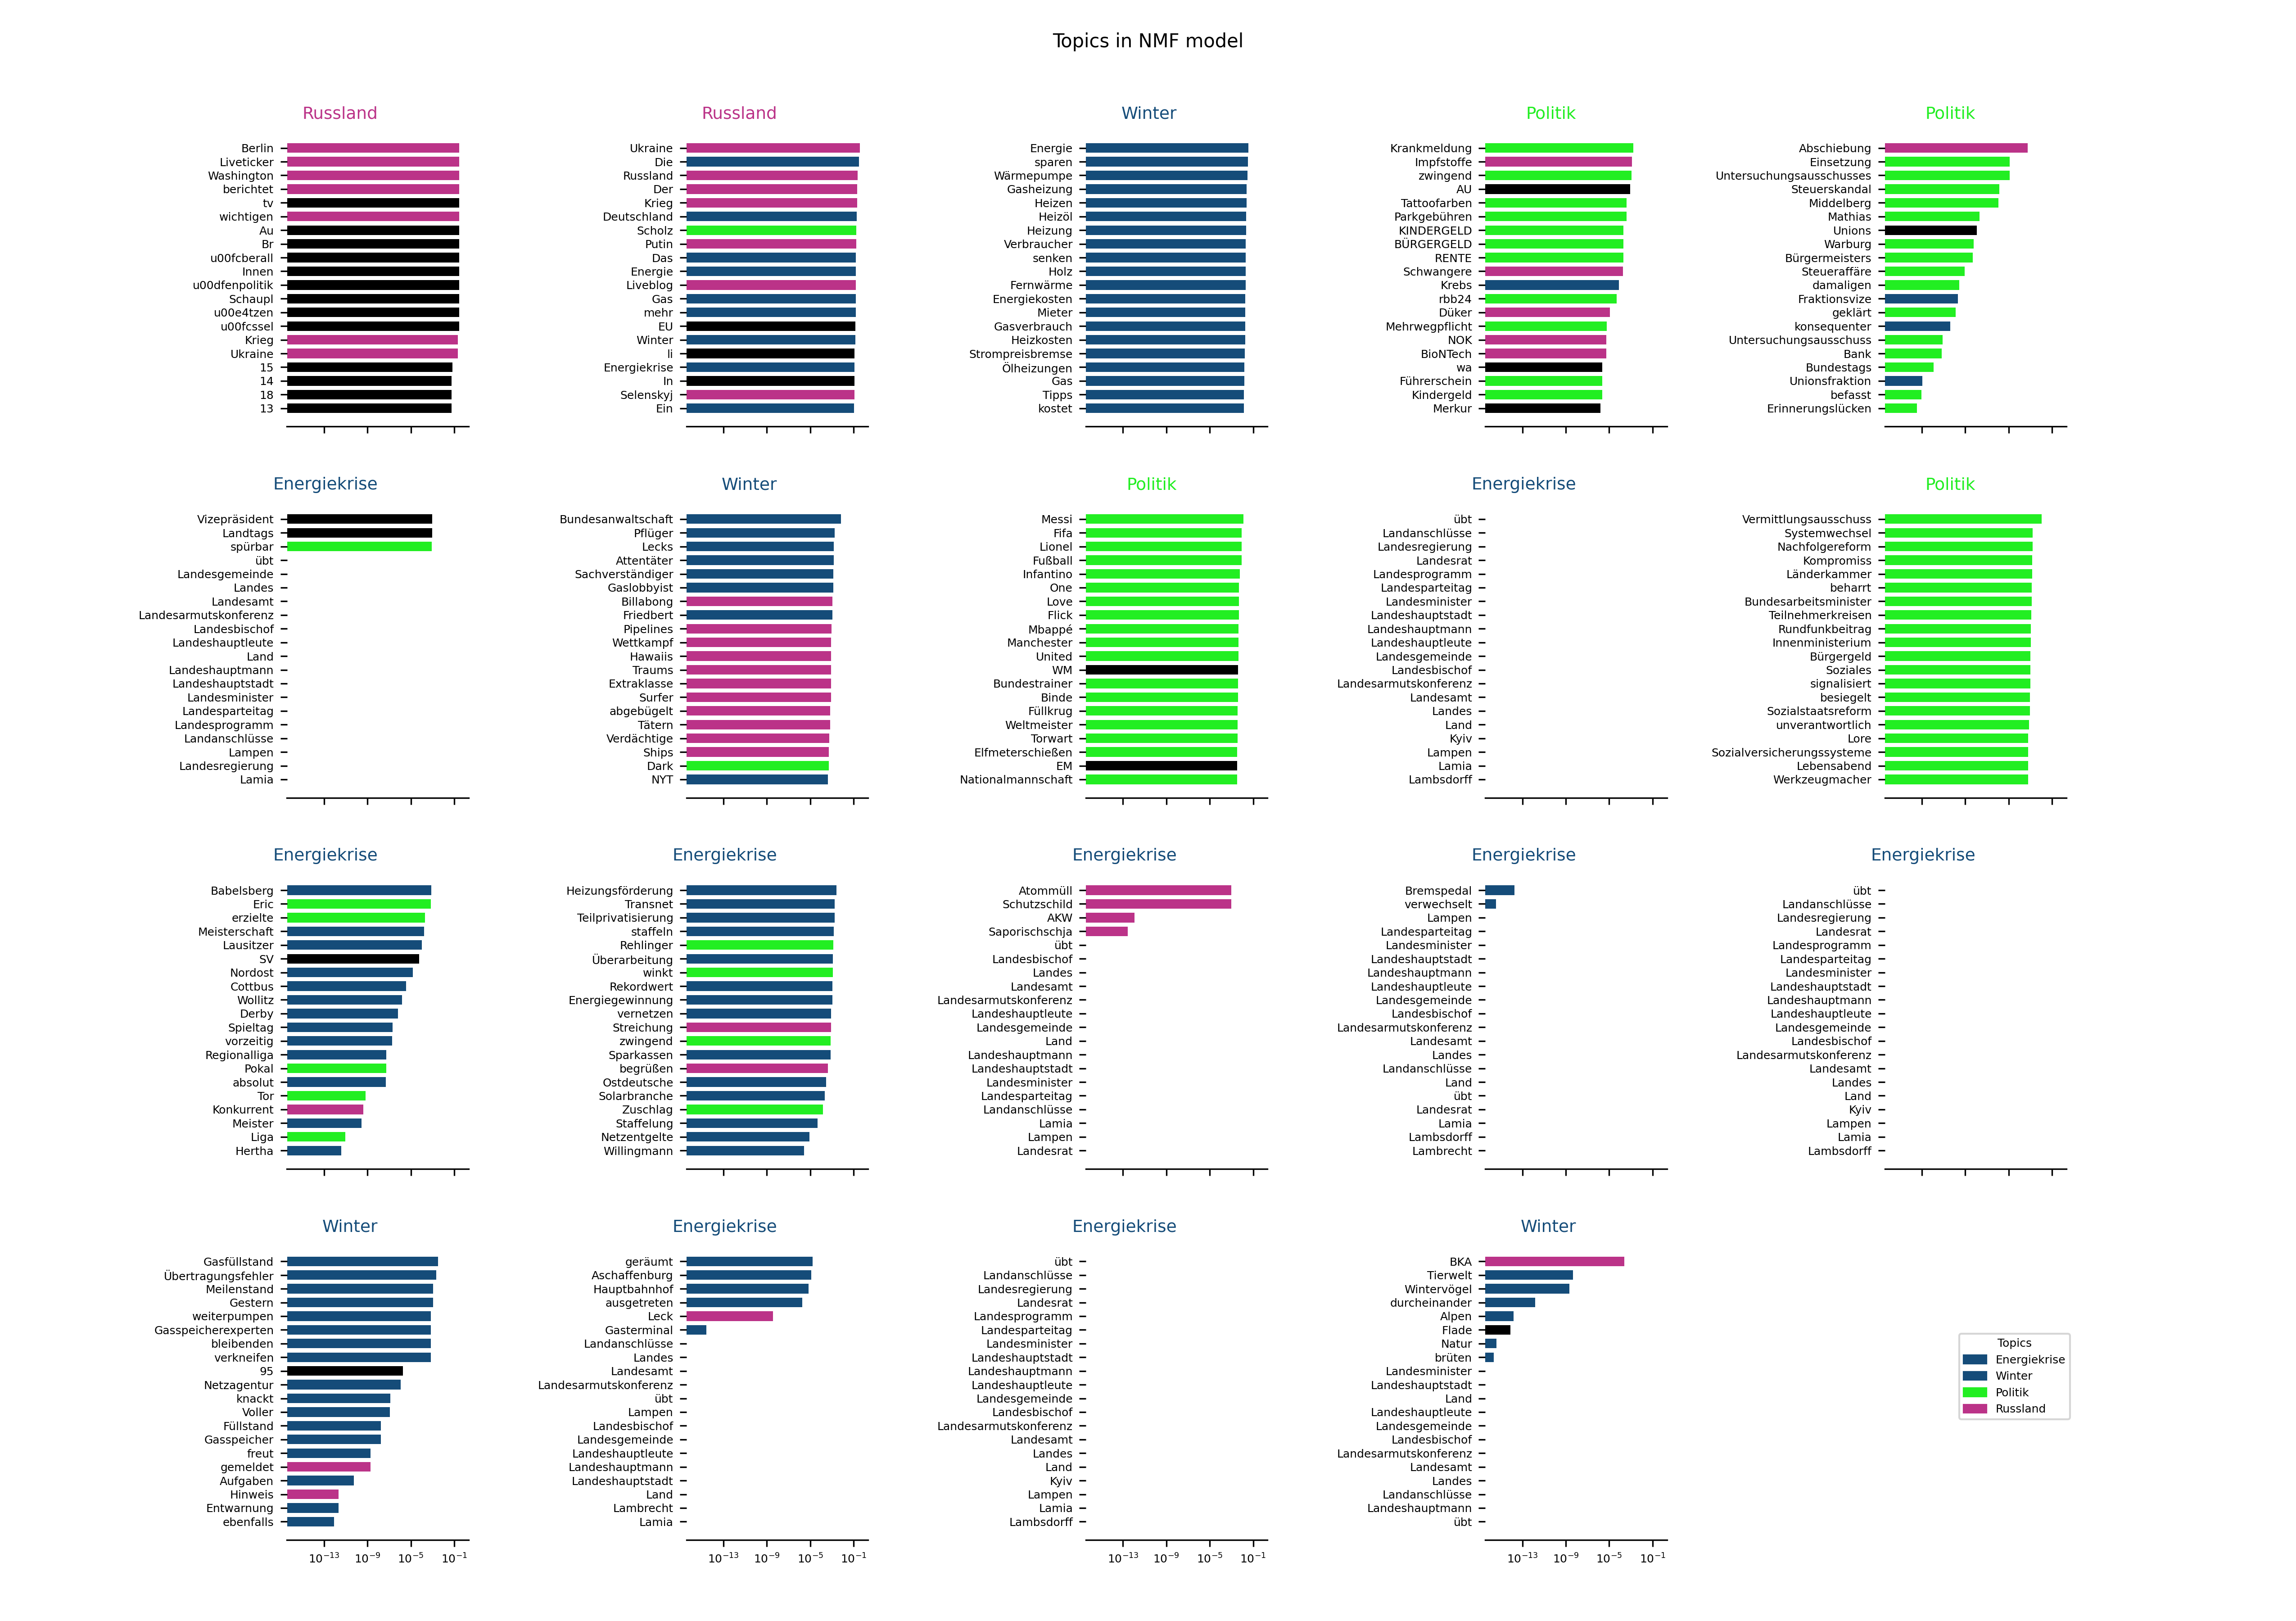 Topics in NMF model
Russland
Berlin
Liveticker
Washington
berichtet
tv
wichtigen
Au
Br
u00fcberall
Innen
u00dfenpolitik
Schaupl
u00e4tzen
u00fcssel
Krieg
Ukraine
15
14
18
13
Russland
Ukraine
Die
Russland
Der
Krieg
Deutschland
Scholz
Putin
Das
Energie
Liveblog
Gas
mehr
EU
Winter
li
Energiekrise
In
Selenskyj
Ein
Winter
Energie
sparen
Wärmepumpe
Gasheizung
Heizen
Heizöl
Heizung
Verbraucher
senken
Holz
Fernwärme
Energiekosten
Mieter
Gasverbrauch
Heizkosten
Strompreisbremse
Ölheizungen
Gas
Tipps
kostet
Politik
Krankmeldung
Impfstoffe
zwingend
AU
Tattoofarben
Parkgebühren
KINDERGELD
BÜRGERGELD
RENTE
Schwangere
Krebs
rbb24
Düker
Mehrwegpflicht
NOK
BioNTech
wa
Führerschein
Kindergeld
Merkur
Politik
Abschiebung
Einsetzung
Untersuchungsausschusses
Steuerskandal
Middelberg
Mathias
Unions
Warburg
Bürgermeisters
Steueraffäre
damaligen
Fraktionsvize
geklärt
konsequenter
Untersuchungsausschuss
Bank
Bundestags
Unionsfraktion
befasst
Erinnerungslücken
Energiekrise
Vizepräsident
Landtags
spürbar
übt
Landesgemeinde
Landes
Landesamt
Landesarmutskonferenz
Landesbischof
Landeshauptleute
Land
Landeshauptmann
Landeshauptstadt
Landesminister
Landesparteitag
Landesprogramm
Landanschlüsse
Lampen
Landesregierung
Lamia
Winter
Bundesanwaltschaft
Pflüger
Lecks
Attentäter
Sachverständiger
Gaslobbyist
Billabong
Friedbert
Pipelines
Wettkampf
Hawaiis
Traums
Extraklasse
Surfer
abgebügelt
Tätern
Verdächtige
Ships
Dark
NYT
Politik
Messi
Fifa
Lionel
Fußball
Infantino
One
Love
Flick
Mbappé
Manchester
United
WM
Bundestrainer
Binde
Füllkrug
Weltmeister
Torwart
Elfmeterschießen
EM
Nationalmannschaft
Energiekrise
übt
Landanschlüsse
Landesregierung
Landesrat
Landesprogramm
Landesparteitag
Landesminister
Landeshauptstadt
Landeshauptmann
Landeshauptleute
Landesgemeinde
Landesbischof
Landesarmutskonferenz
Landesamt
Landes
Land
Kyiv
Lampen
Lamia
Lambsdorff
Politik
Vermittlungsausschuss
Systemwechsel
Nachfolgereform
Kompromiss
Länderkammer
beharrt
Bundesarbeitsminister
Teilnehmerkreisen
Rundfunkbeitrag
Innenministerium
Bürgergeld
Soziales
signalisiert
besiegelt
Sozialstaatsreform
unverantwortlich
Lore
Sozialversicherungssysteme
Lebensabend
Werkzeugmacher
Energiekrise
Babelsberg
Eric
erzielte
Meisterschaft
Lausitzer
SV
Nordost
Cottbus
Wollitz
Derby
Spieltag
vorzeitig
Regionalliga
Pokal
absolut
Tor
Konkurrent
Meister
Liga
Hertha
Energiekrise
Heizungsförderung
Transnet
Teilprivatisierung
staffeln
Rehlinger
Überarbeitung
winkt
Rekordwert
Energiegewinnung
vernetzen
Streichung
zwingend
Sparkassen
begrüßen
Ostdeutsche
Solarbranche
Zuschlag
Staffelung
Netzentgelte
Willingmann
Energiekrise
Atommüll
Schutzschild
AKW
Saporischschja
übt
Landesbischof
Landes
Landesamt
Landesarmutskonferenz
Landeshauptleute
Landesgemeinde
Land
Landeshauptmann
Landeshauptstadt
Landesminister
Landesparteitag
Landanschlüsse
Lamia
Lampen
Landesrat
Energiekrise
Bremspedal
verwechselt
Lampen
Landesparteitag
Landesminister
Landeshauptstadt
Landeshauptmann
Landeshauptleute
Landesgemeinde
Landesbischof
Landesarmutskonferenz
Landesamt
Landes
Landanschlüsse
Land
übt
Landesrat
Lamia
Lambsdorff
Lambrecht
Energiekrise
übt
Landanschlüsse
Landesregierung
Landesrat
Landesprogramm
Landesparteitag
Landesminister
Landeshauptstadt
Landeshauptmann
Landeshauptleute
Landesgemeinde
Landesbischof
Landesarmutskonferenz
Landesamt
Landes
Land
Kyiv
Lampen
Lamia
Lambsdorff
Winter
Gasfüllstand
Übertragungsfehler
Meilenstand
Gestern
weiterpumpen
Gasspeicherexperten
bleibenden
verkneifen
95
Netzagentur
knackt
Voller
Füllstand
Gasspeicher
freut
gemeldet
Aufgaben
Hinweis
Entwarnung
ebenfalls
10⁻¹³ 10⁻⁹ 10⁻⁵ 10⁻¹
Energiekrise
geräumt
Aschaffenburg
Hauptbahnhof
ausgetreten
Leck
Gasterminal
Landanschlüsse
Landes
Landesamt
Landesarmutskonferenz
übt
Lampen
Landesbischof
Landesgemeinde
Landeshauptleute
Landeshauptmann
Landeshauptstadt
Land
Lambrecht
Lamia
10⁻¹³ 10⁻⁹ 10⁻⁵ 10⁻¹
Energiekrise
übt
Landanschlüsse
Landesregierung
Landesrat
Landesprogramm
Landesparteitag
Landesminister
Landeshauptstadt
Landeshauptmann
Landeshauptleute
Landesgemeinde
Landesbischof
Landesarmutskonferenz
Landesamt
Landes
Land
Kyiv
Lampen
Lamia
Lambsdorff
10⁻¹³ 10⁻⁹ 10⁻⁵ 10⁻¹
Winter
BKA
Tierwelt
Wintervögel
durcheinander
Alpen
Flade
Natur
brüten
Landesminister
Landeshauptstadt
Land
Landeshauptleute
Landesgemeinde
Landesbischof
Landesarmutskonferenz
Landesamt
Landes
Landanschlüsse
Landeshauptmann
übt
10⁻¹³ 10⁻⁹ 10⁻⁵ 10⁻¹
Topics
Energiekrise
Winter
Politik
Russland